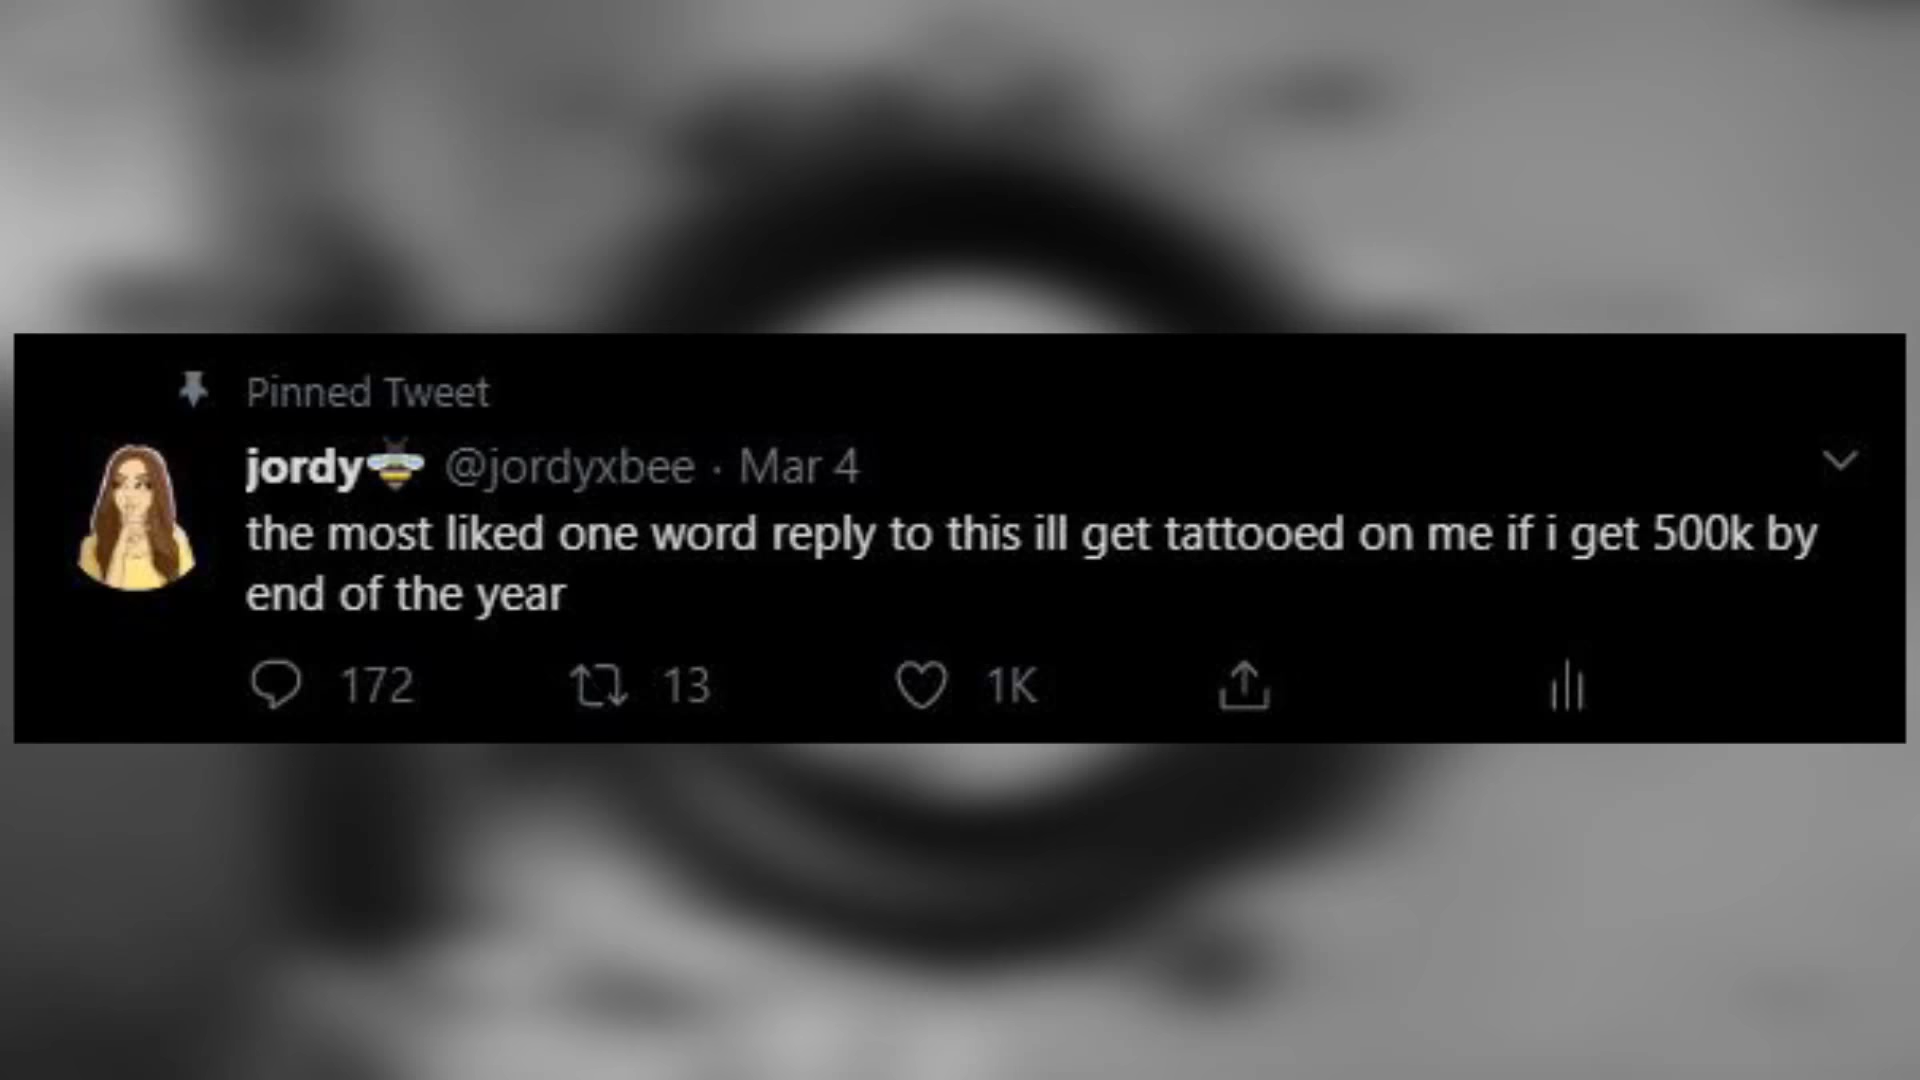 Pinned Tweet
jordy🐝 @jordyxbee · Mar 4
the most liked one word reply to this ill get tattooed on me if i get 500k by
end of the year
172 13 1K